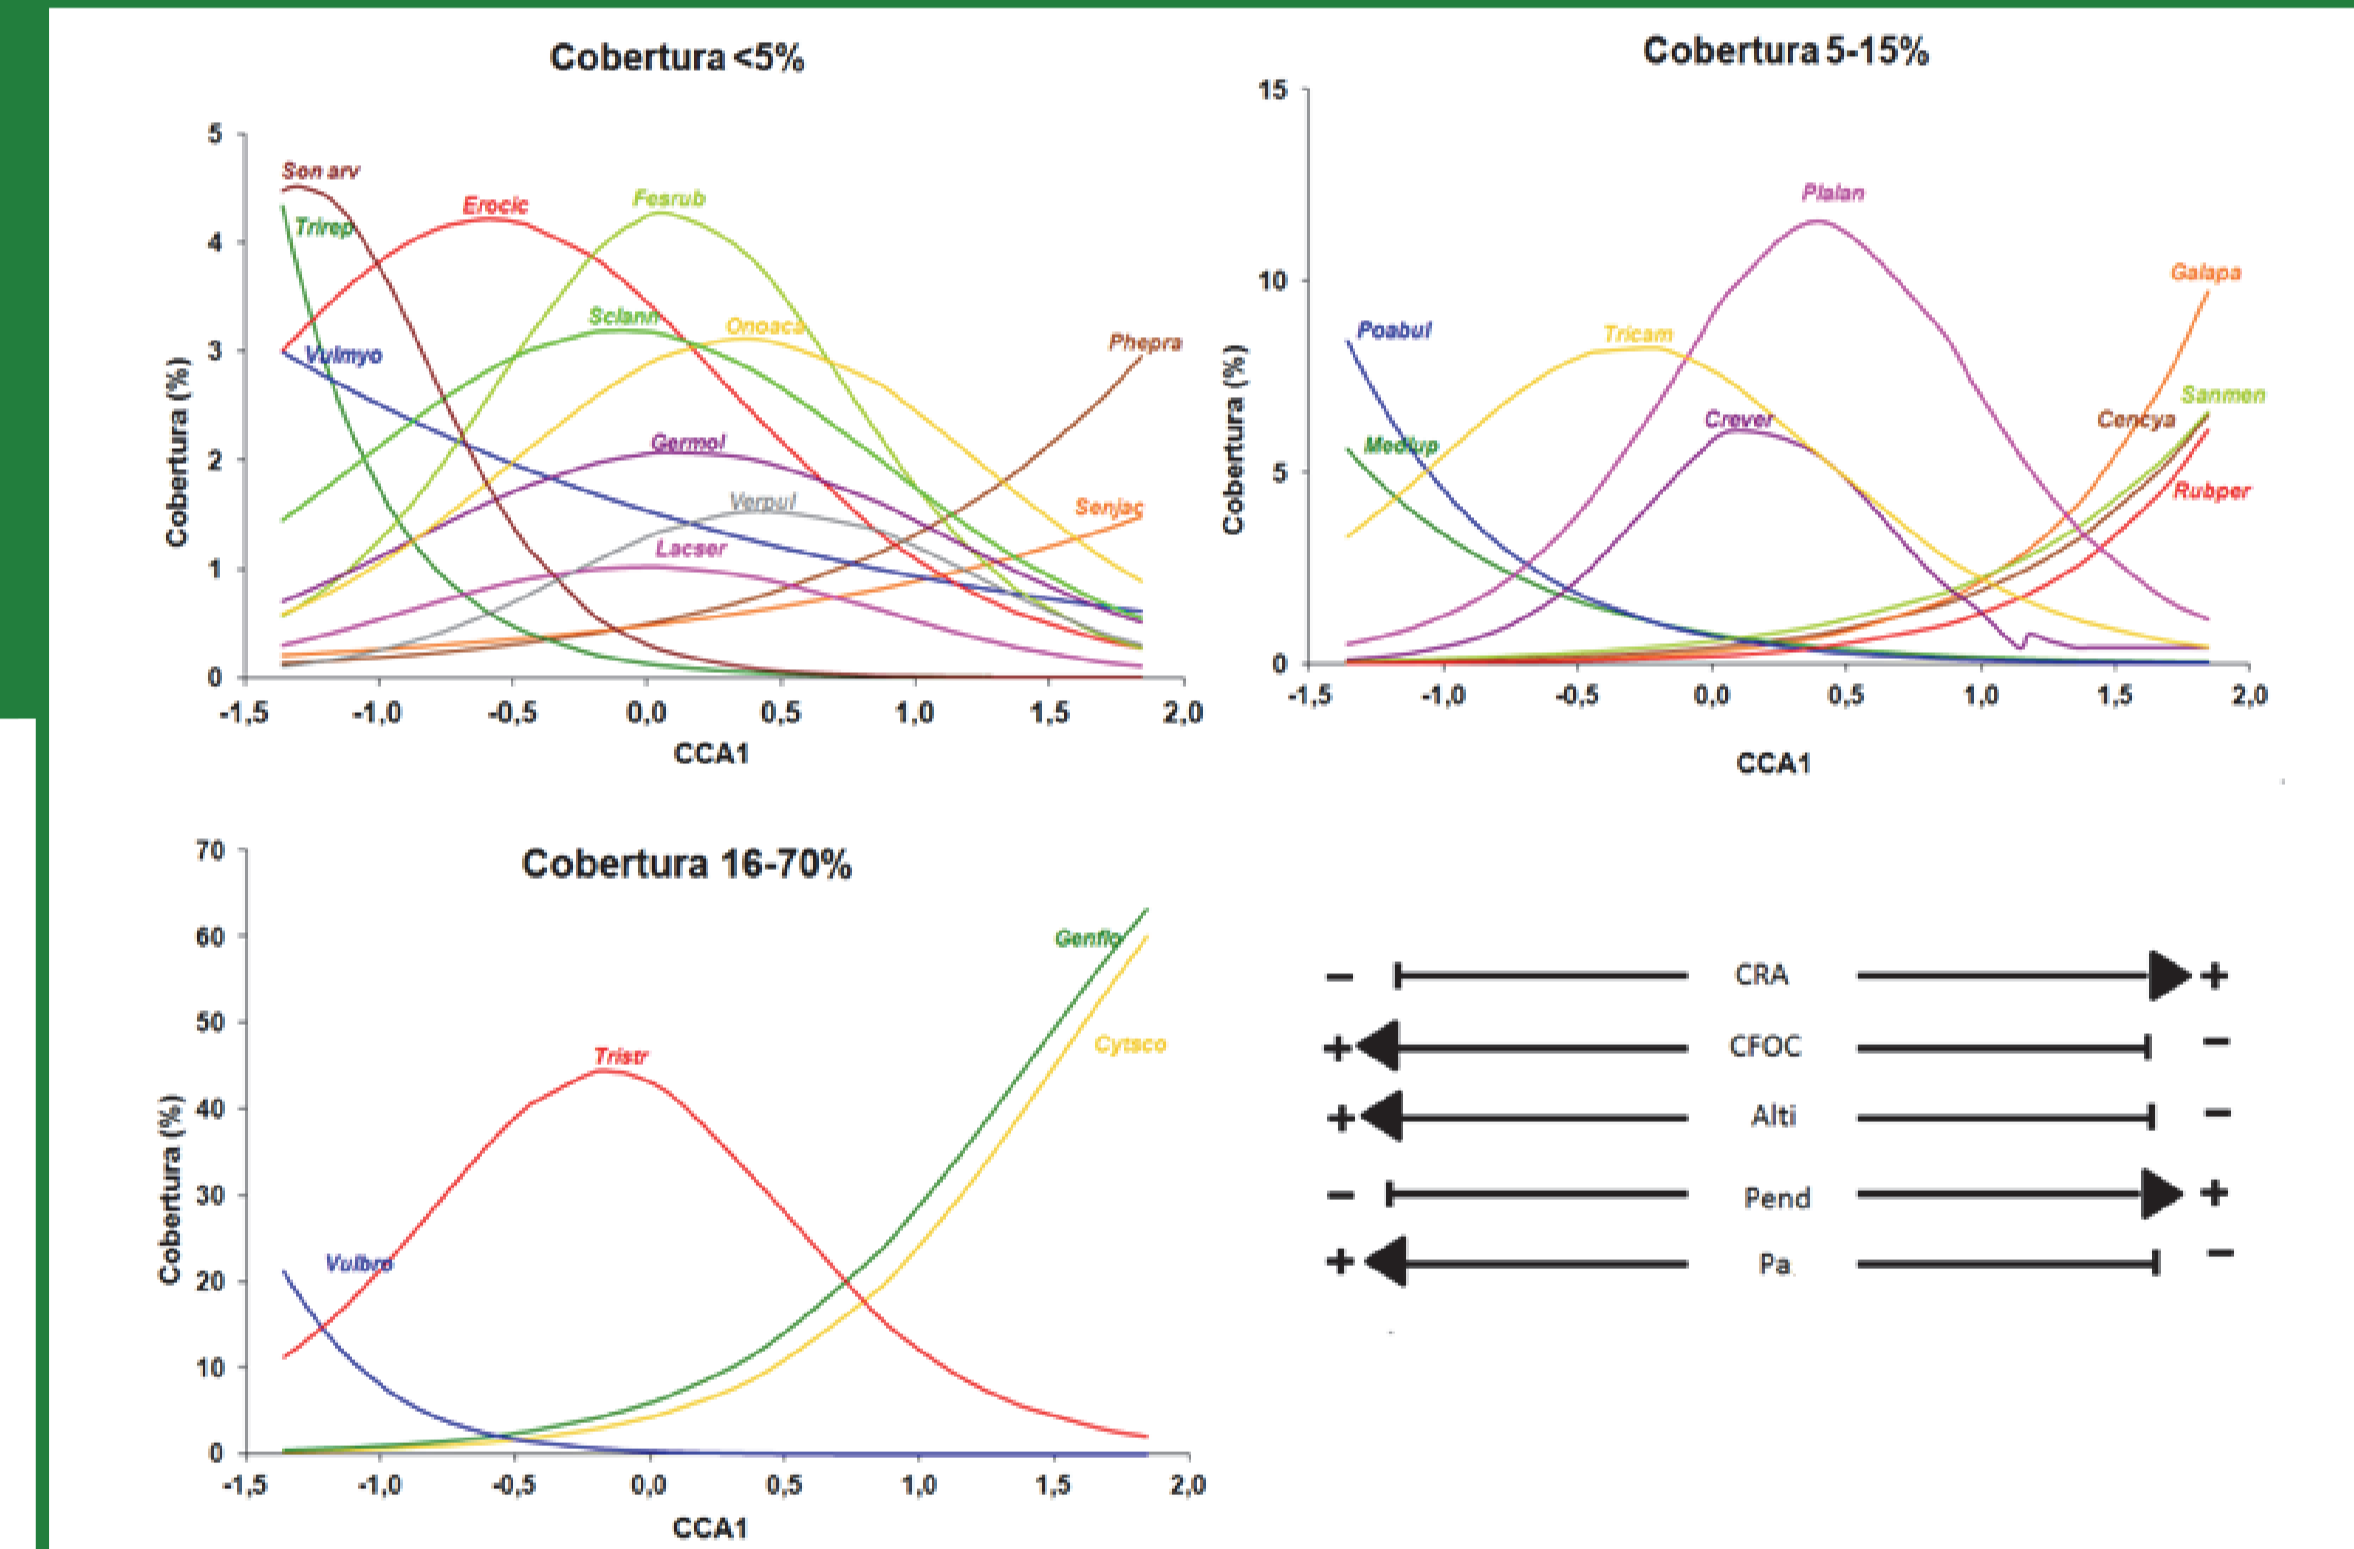 Cobertura <5%
Cobertura (%)
5
4
3
2
1
0
Son arv
Trirep
Erocic
Fesrub
Sclann
Onoaca
Vulmyo
Phepra
Germol
Verpul
Senjac
Lacser
-1,5 -1,0 -0,5 0,0 0,5 1,0 1,5 2,0
CCA1
Cobertura 5-15%
Cobertura (%)
15
10
5
0
Plalan
Galapa
Poabul
Tricam
Sanmen
Crever
Cencya
Medlup
Rubper
-1,5 -1,0 -0,5 0,0 0,5 1,0 1,5 2,0
CCA1
Cobertura 16-70%
Cobertura (%)
70
60
50
40
30
20
10
0
Genflo
Cytsco
Tristr
Vulbro
-1,5 -1,0 -0,5 0,0 0,5 1,0 1,5 2,0
CCA1
– CRA +
+ CFOC –
+ Alti –
– Pend +
+ Pa –